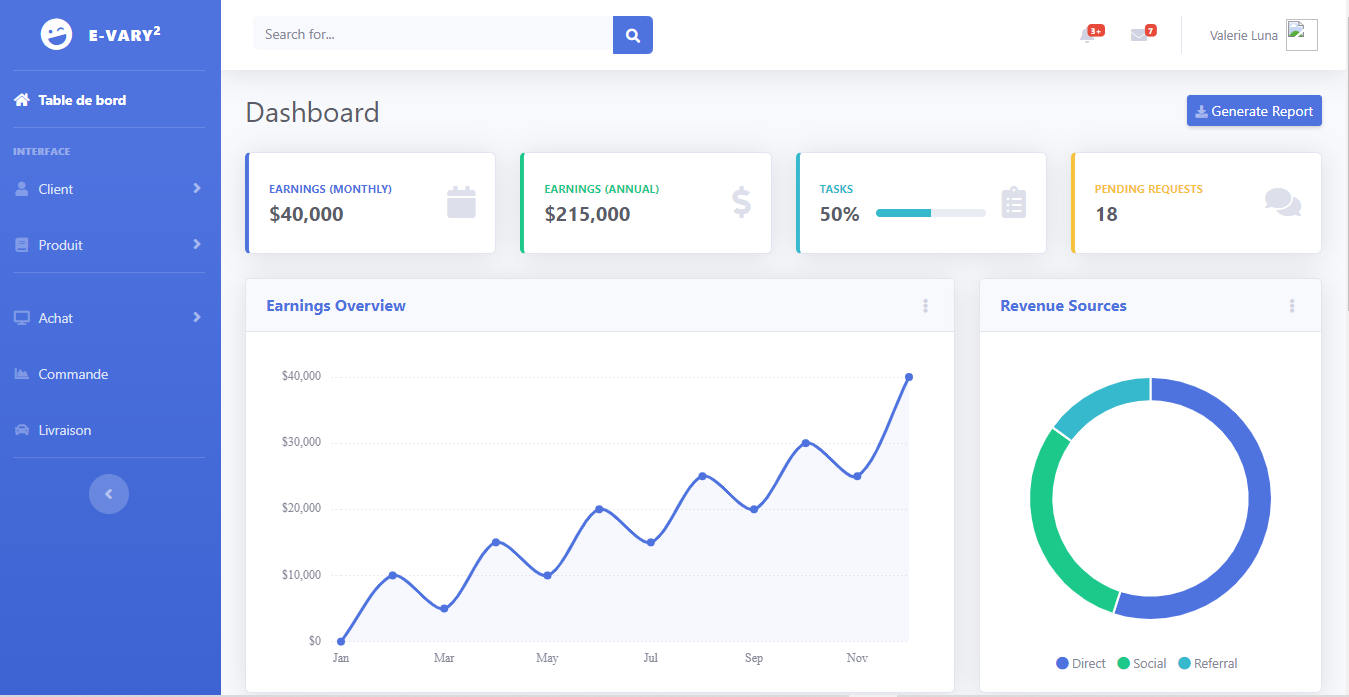 E-VARY²
Search for...
3+
7
Valerie Luna
Table de bord
INTERFACE
Client
Produit
Achat
Commande
Livraison
Dashboard
Generate Report
EARNINGS (MONTHLY)
$40,000
EARNINGS (ANNUAL)
$215,000
TASKS
50%
PENDING REQUESTS
18
Earnings Overview
$40,000
$30,000
$20,000
$10,000
$0
Jan Mar May Jul Sep Nov
Revenue Sources
Direct Social Referral